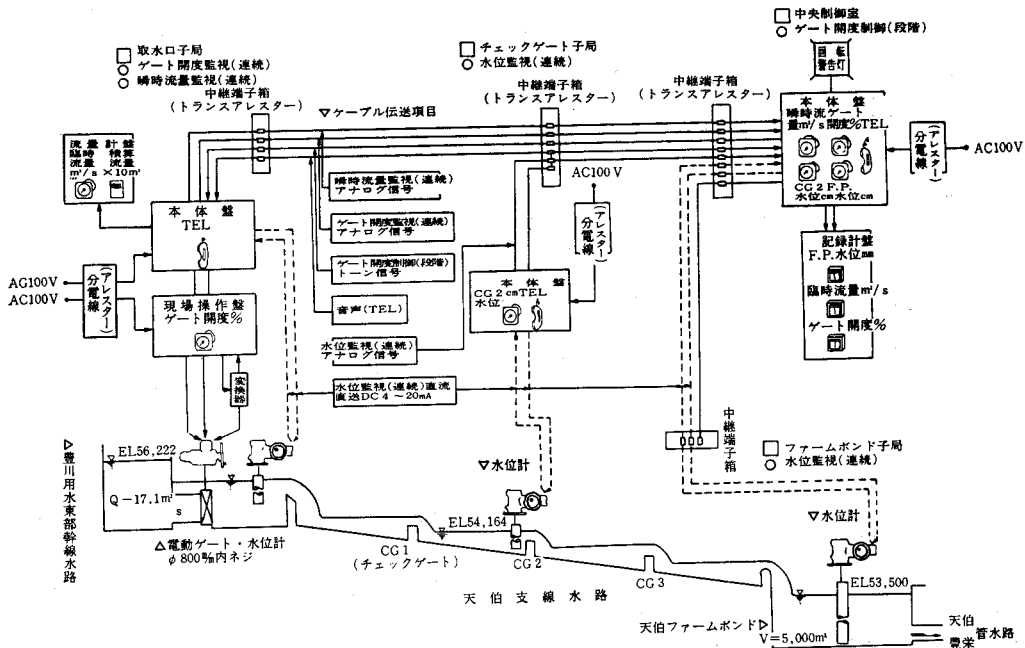 □中央制御室
○ゲート開度制御(段階)
回転
警告灯
□取水口子局
○ゲート開度監視(連続)
○瞬時流量監視(連続)
□チェックゲート子局
○水位監視(連続)
中継端子箱
(トランスアレスター)
▽ケーブル伝送項目
中継端子箱
(トランスアレスター)
中継端子箱
(トランスアレスター)
本体盤
瞬時流ゲート
量m³/s開度%TEL
CG2 F.P.
水位cm水位cm
(アレスター)
分電線
AC100V
流量計盤
臨時 積算
流量 流量
m³/s ×10m³
本体盤
TEL
AG100V
AC100V
(アレスター)
分電線
現場操作盤
ゲート開度%
変換器
瞬時流量監視(連続)
アナログ信号
ゲート開度監視(連続)
アナログ信号
ゲート開度制御(段階)
トーン信号
音声(TEL)
水位監視(連続)
アナログ信号
水位監視(連続)直流
直送DC4~20mA
AC100V
(アレスター)
分電線
本体盤
CG2cmTEL
水位
記録計盤
F.P.水位mm
臨時流量m³/s
ゲート開度%
中継端子箱
□ファームボンド子局
○水位監視(連続)
▽水位計
▽水位計
▷豊川用水東部幹線水路
EL56,222
Q-17.1m³
s
△電動ゲート・水位計
φ800㎜内ネジ
CG1
(チェックゲート)
EL54,164
CG2
CG3
天伯支線水路
EL53,500
天伯ファームボンド▷
V=5,000m³
天伯
豊栄
管水路